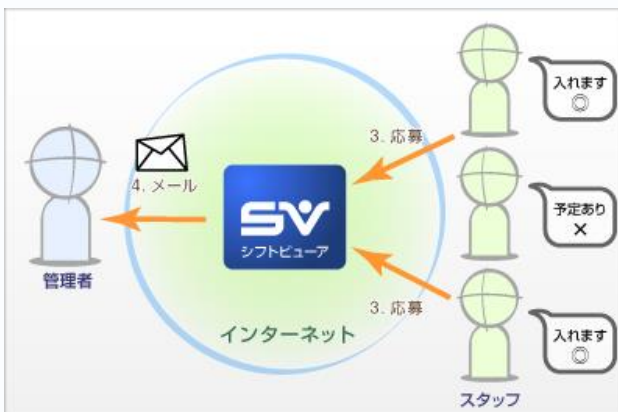 入れます
◎
3. 応募
4. メール
SV
シフトビューア
予定あり
×
管理者
3. 応募
インターネット
入れます
◎
スタッフ